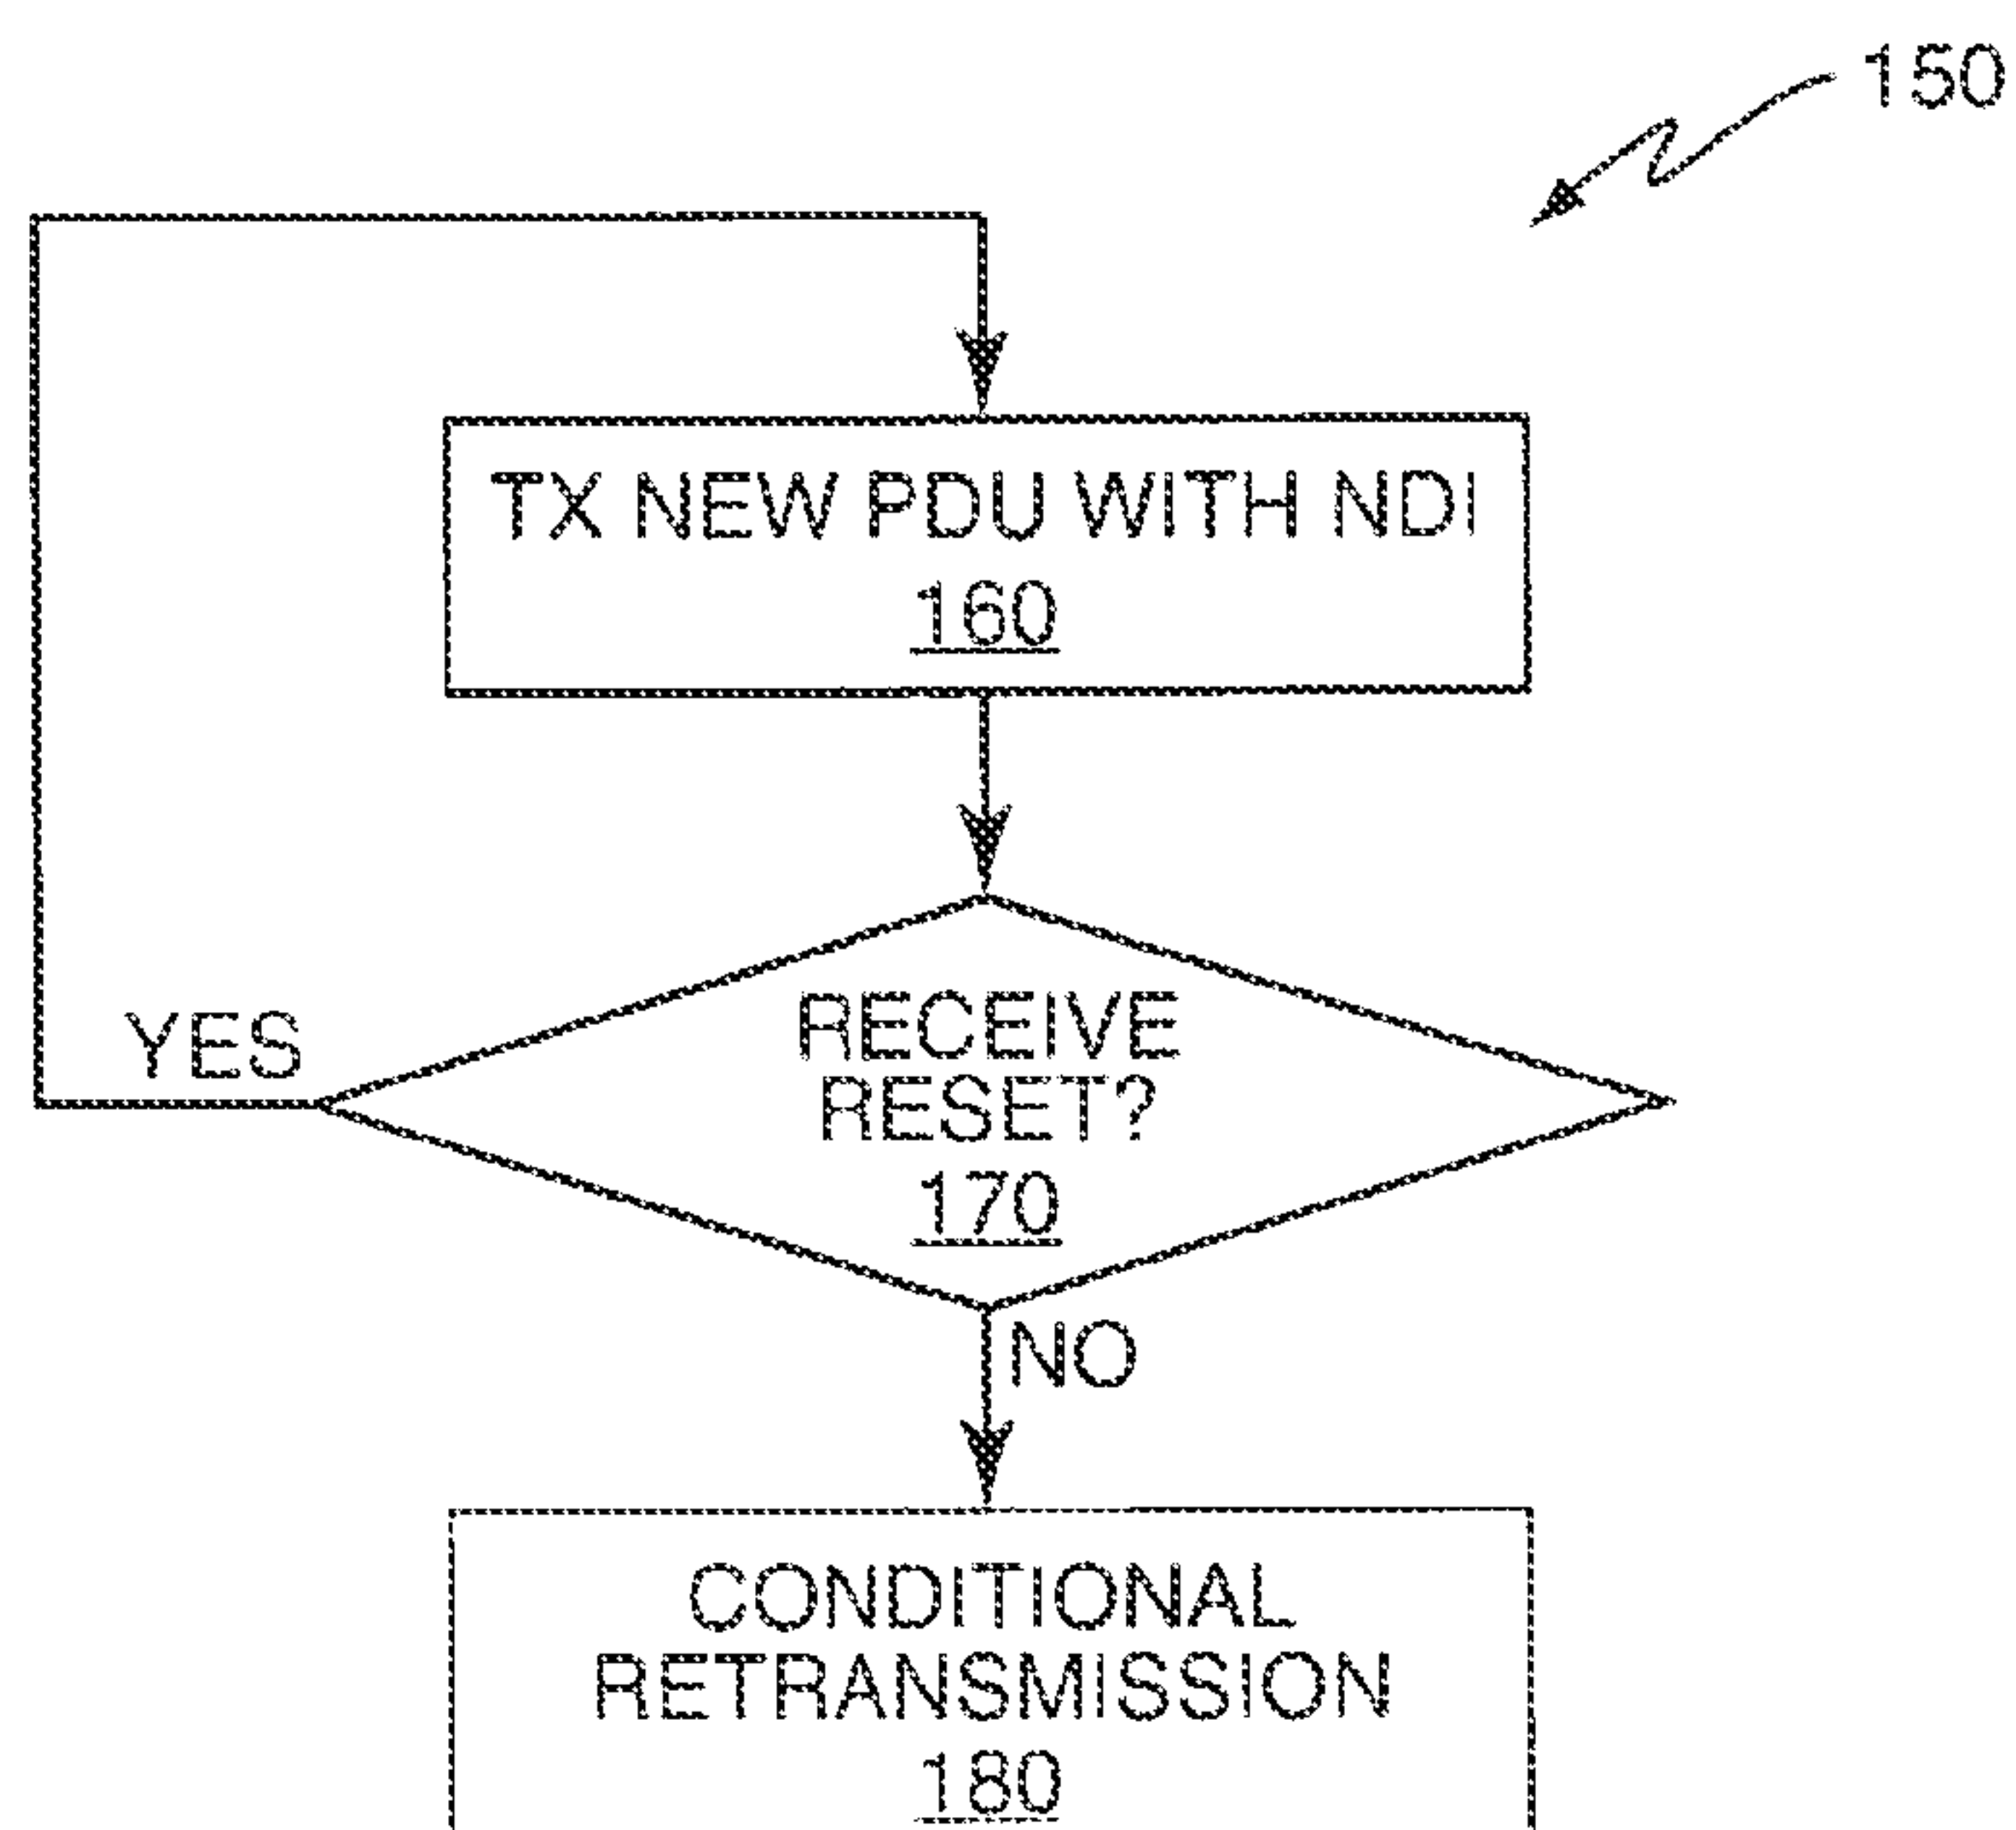 150
TX NEW PDU WITH NDI
160
RECEIVE
RESET?
170
YES
NO
CONDITIONAL
RETRANSMISSION
180